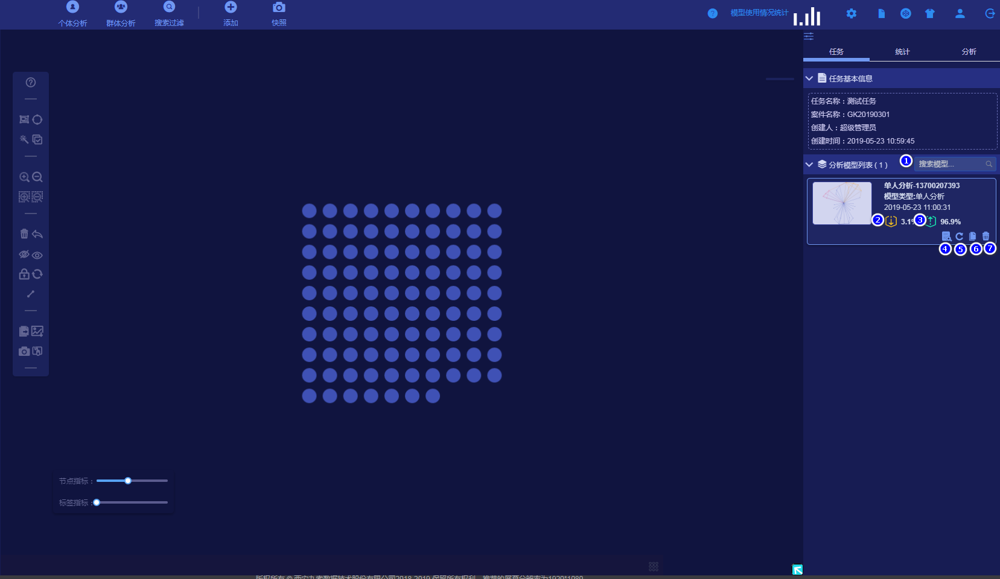 个体分析
群体分析
搜索过滤
添加
快照
模型使用情况统计
任务
统计
分析
任务基本信息
任务名称：测试任务
案件名称：GK20190301
创建人：超级管理员
创建时间：2019-05-23 10:59:45
分析模型列表 ( 1 )
1
搜索模型...
单人分析-13700207393
模型类型:单人分析
2019-05-23 11:00:31
2
3.1%
3
96.9%
4
5
6
7
节点指标：
标签指标：
版权所有 © 西安九索数据技术股份有限公司2018-2019 保留所有权利 推荐的屏幕分辨率为1920*1080